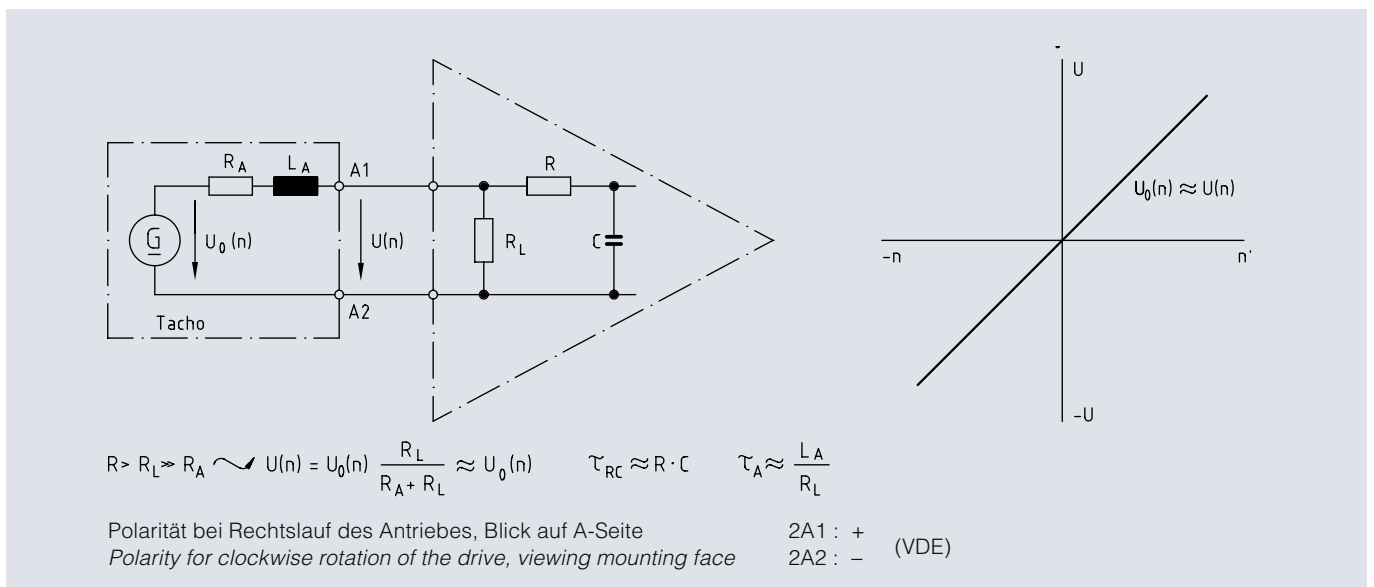 U
R_A
L_A
A1
R
U_0(n) ≈ U(n)
G
U_0 (n)
U(n)
R_L
C
-n
n
A2
Tacho
-U
R > R_L ≫ R_A ⤳ U(n) = U_0(n) R_L / (R_A + R_L) ≈ U_0(n) τ_RC ≈ R · C τ_A ≈ L_A / R_L
Polarität bei Rechtslauf des Antriebes, Blick auf A-Seite 2A1 : +
Polarity for clockwise rotation of the drive, viewing mounting face 2A2 : –
(VDE)